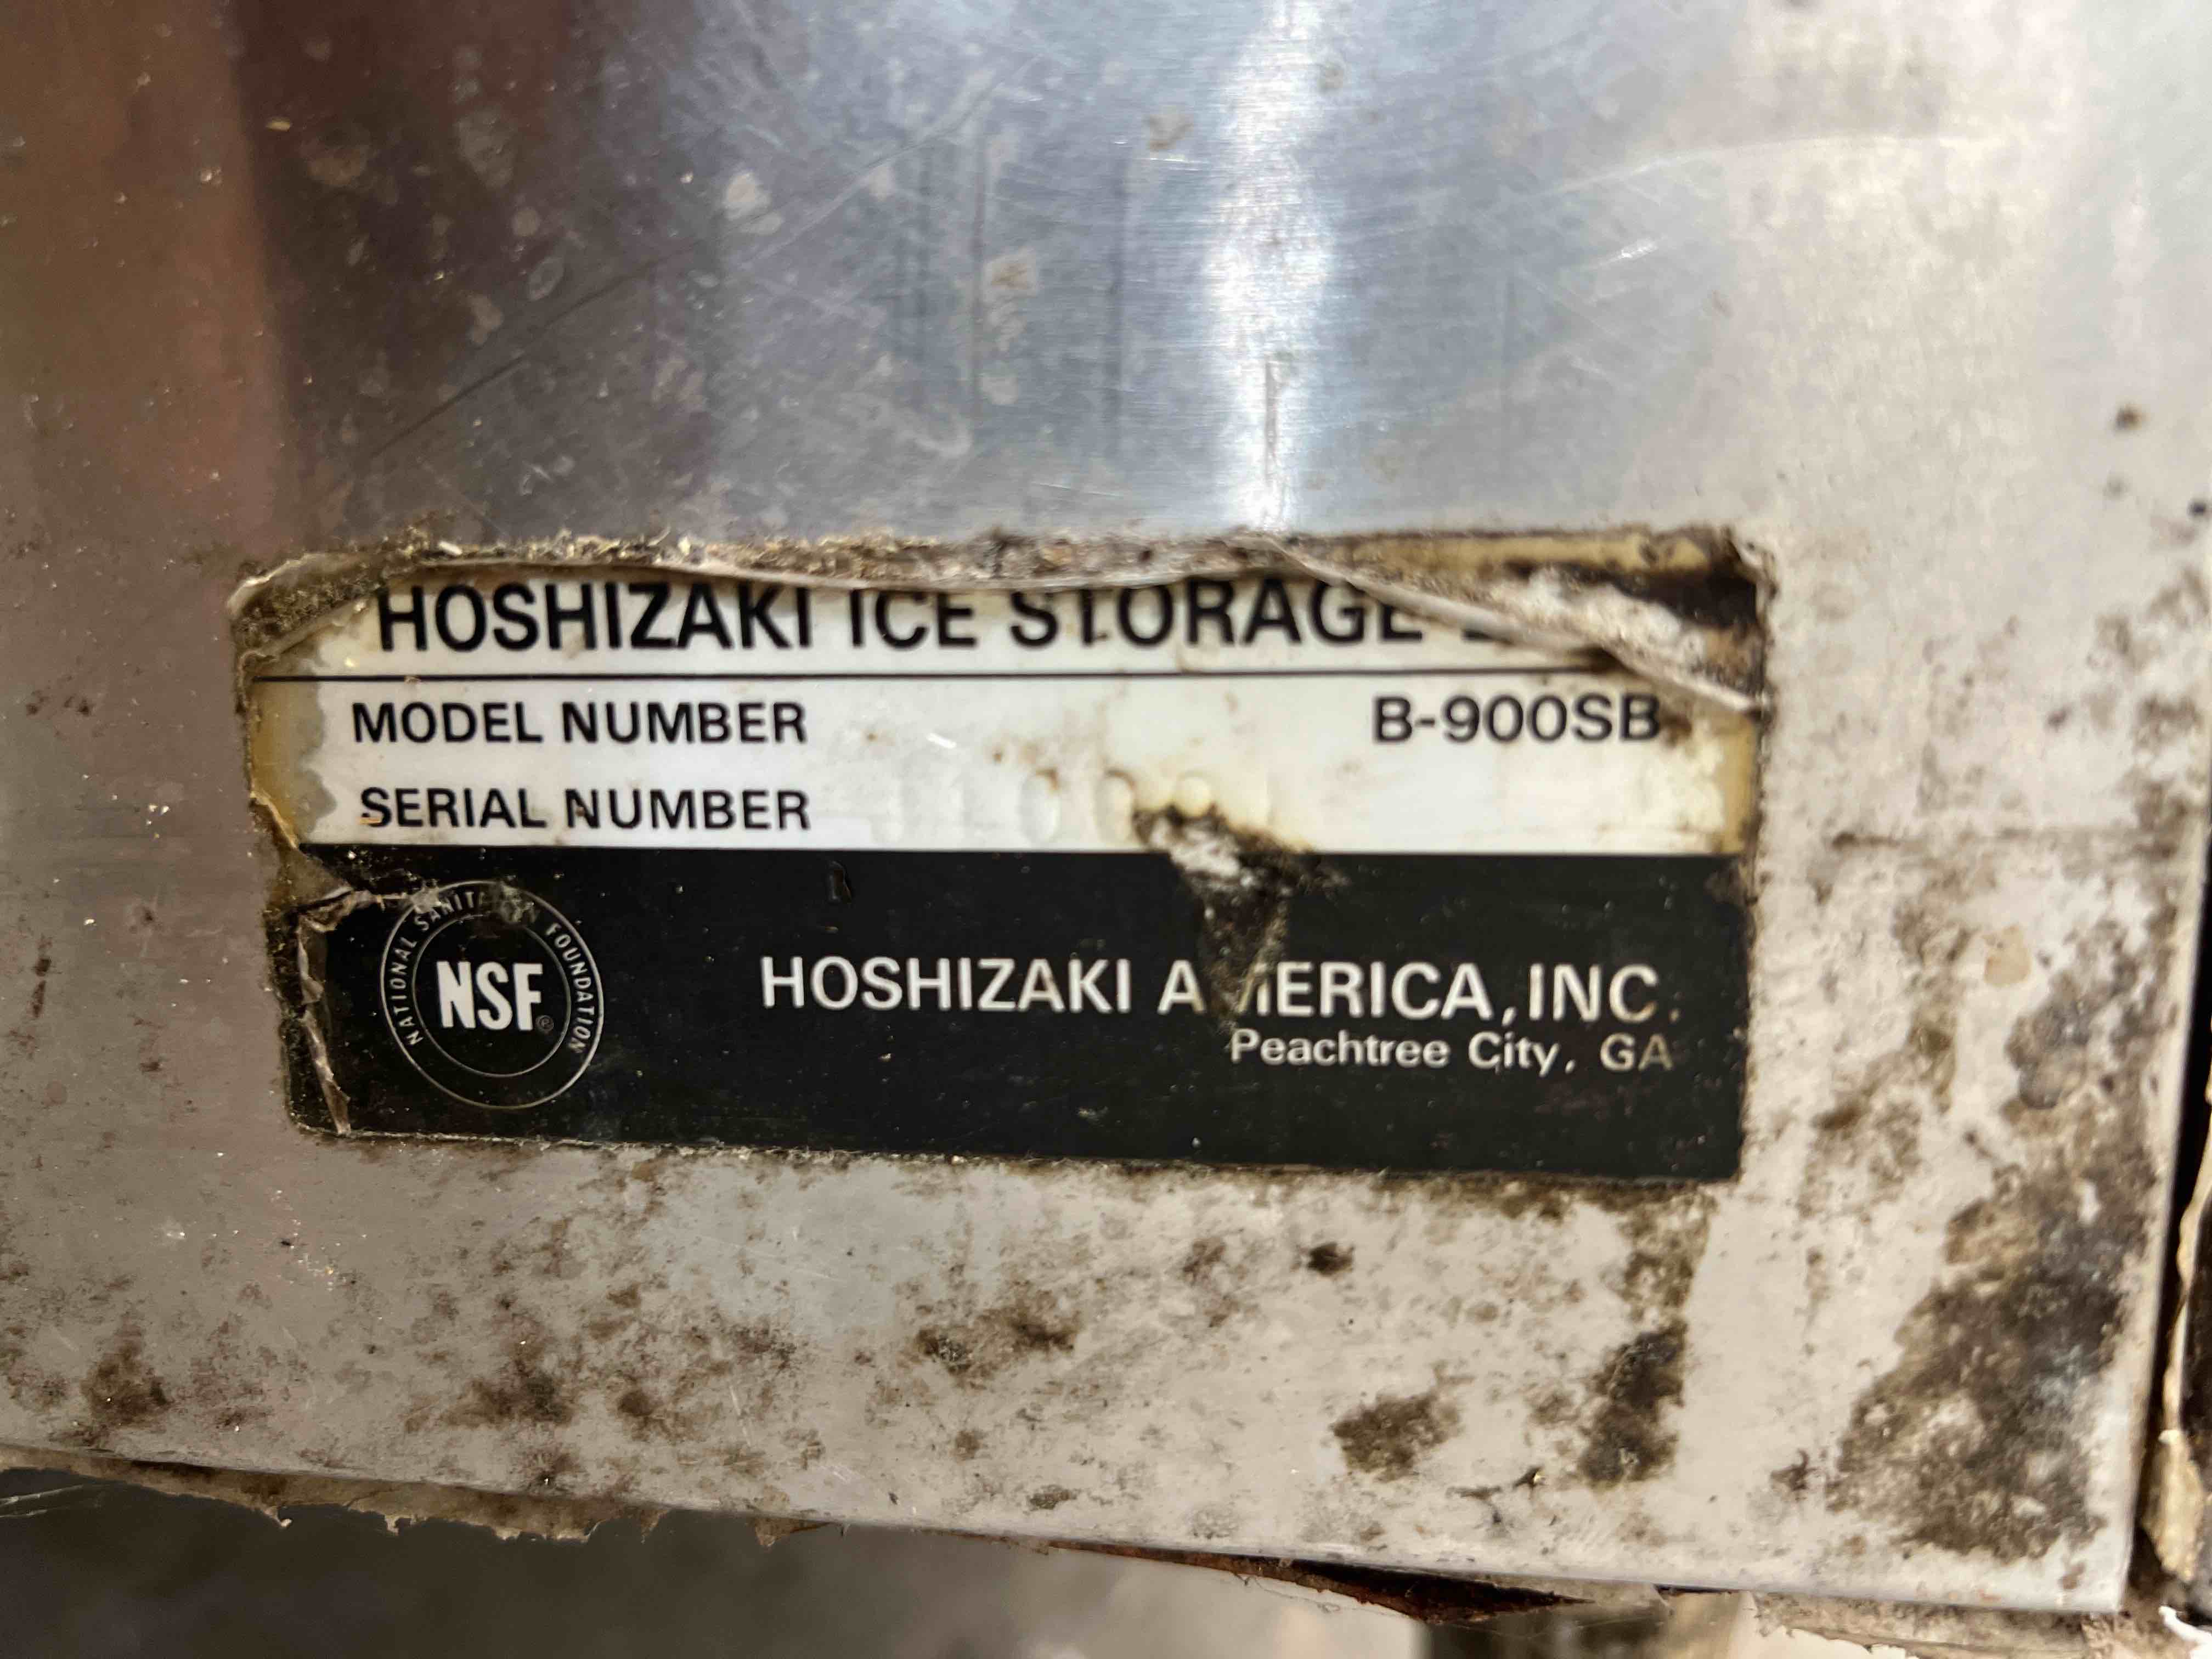 HOSHIZAKI ICE STORAGE
MODEL NUMBER B-900SB
SERIAL NUMBER
NATIONAL SANITATION FOUNDATION
NSF®
HOSHIZAKI AMERICA, INC.
Peachtree City, GA